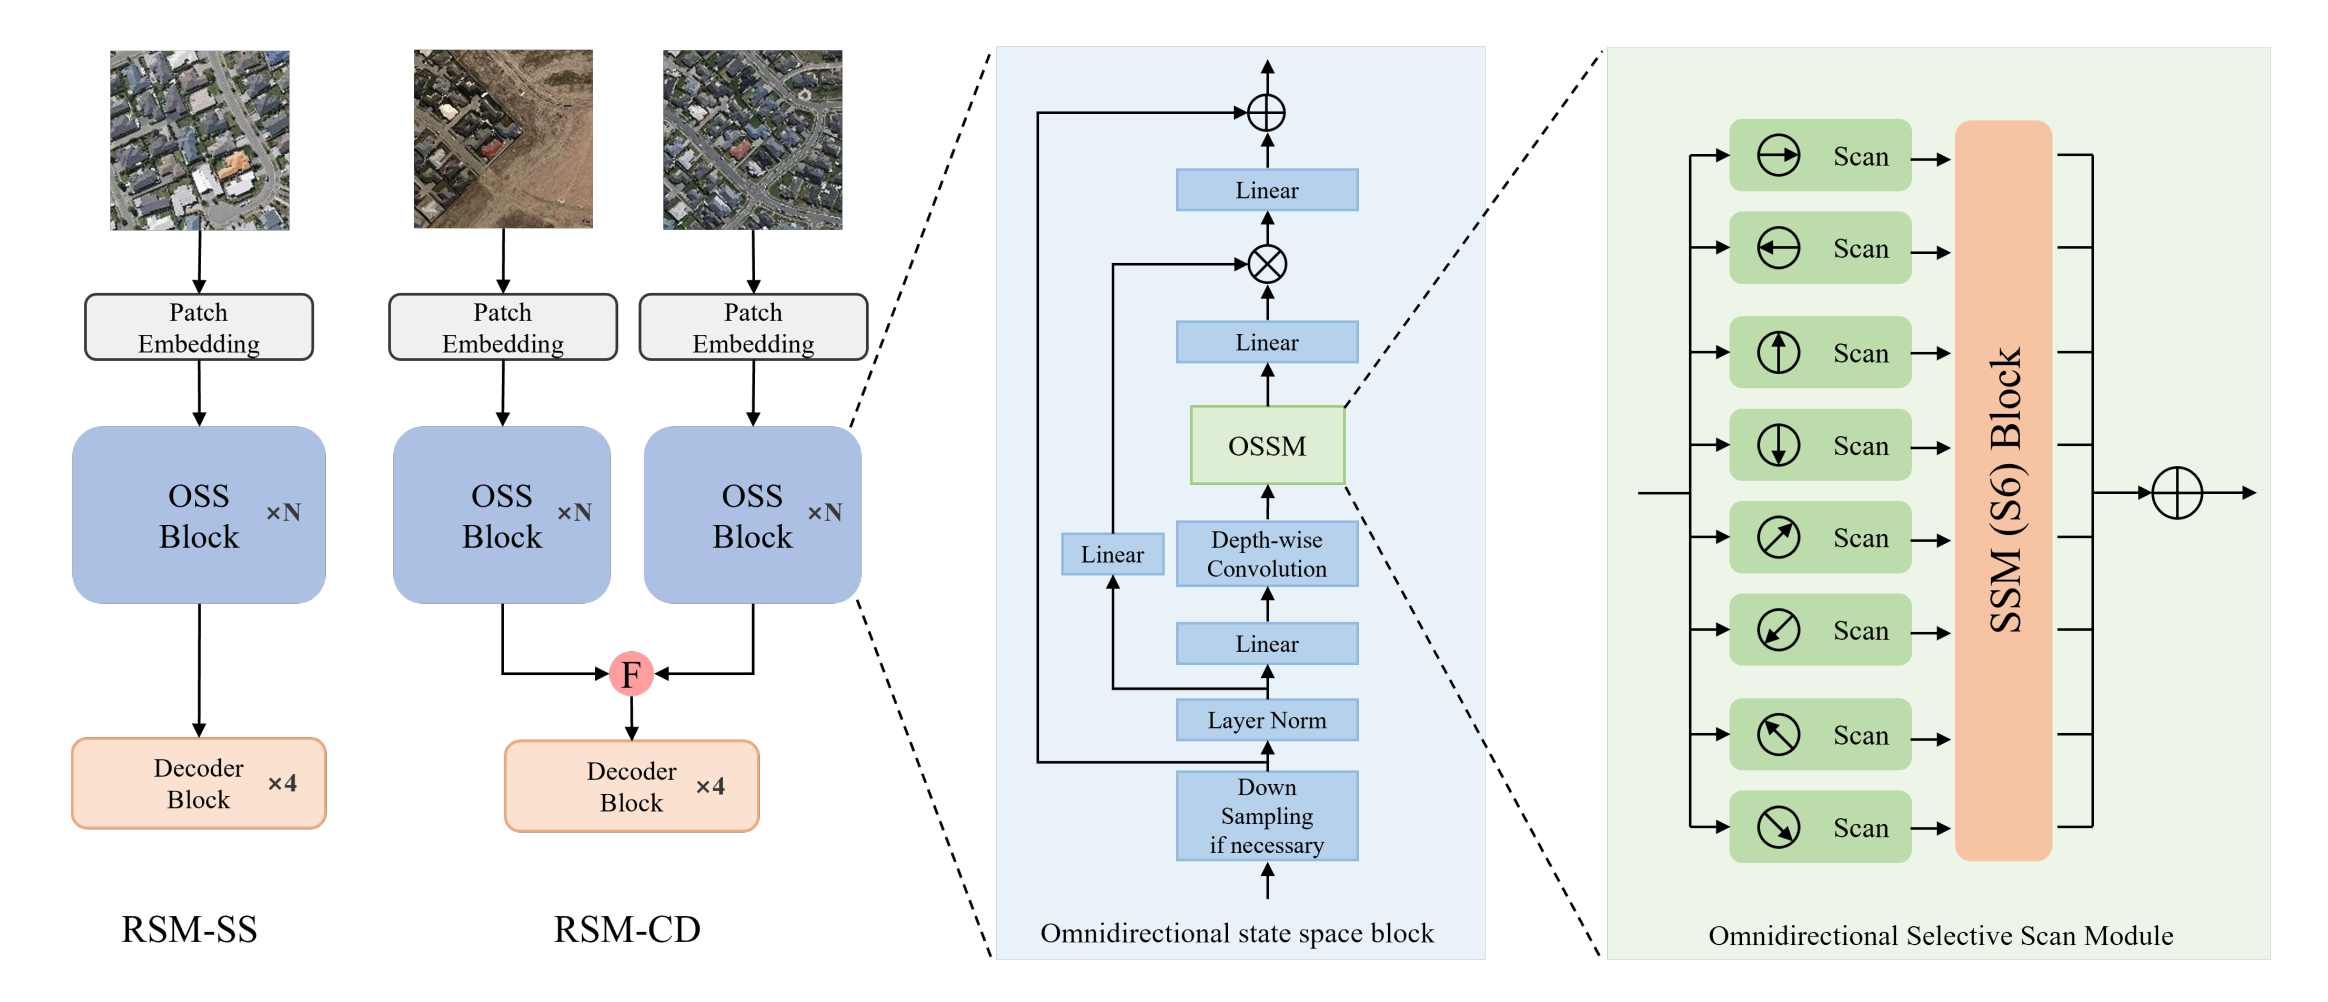 Patch
Embedding
OSS
Block
×N
Decoder
Block
×4
RSM-SS
Patch
Embedding
Patch
Embedding
OSS
Block
×N
OSS
Block
×N
F
Decoder
Block
×4
RSM-CD
Linear
Linear
OSSM
Depth-wise
Convolution
Linear
Linear
Layer Norm
Down
Sampling
if necessary
Omnidirectional state space block
Scan
Scan
Scan
Scan
Scan
Scan
Scan
Scan
SSM (S6) Block
Omnidirectional Selective Scan Module